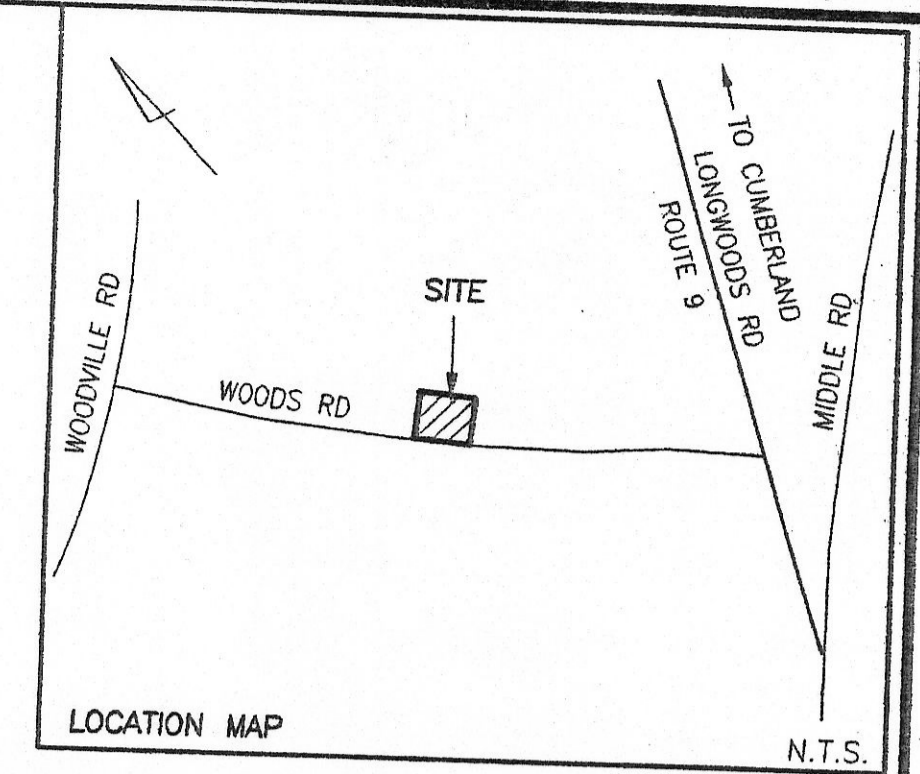 TO CUMBERLAND
LONGWOODS RD
ROUTE 9
MIDDLE RD
WOODVILLE RD
SITE
WOODS RD
LOCATION MAP
N.T.S.